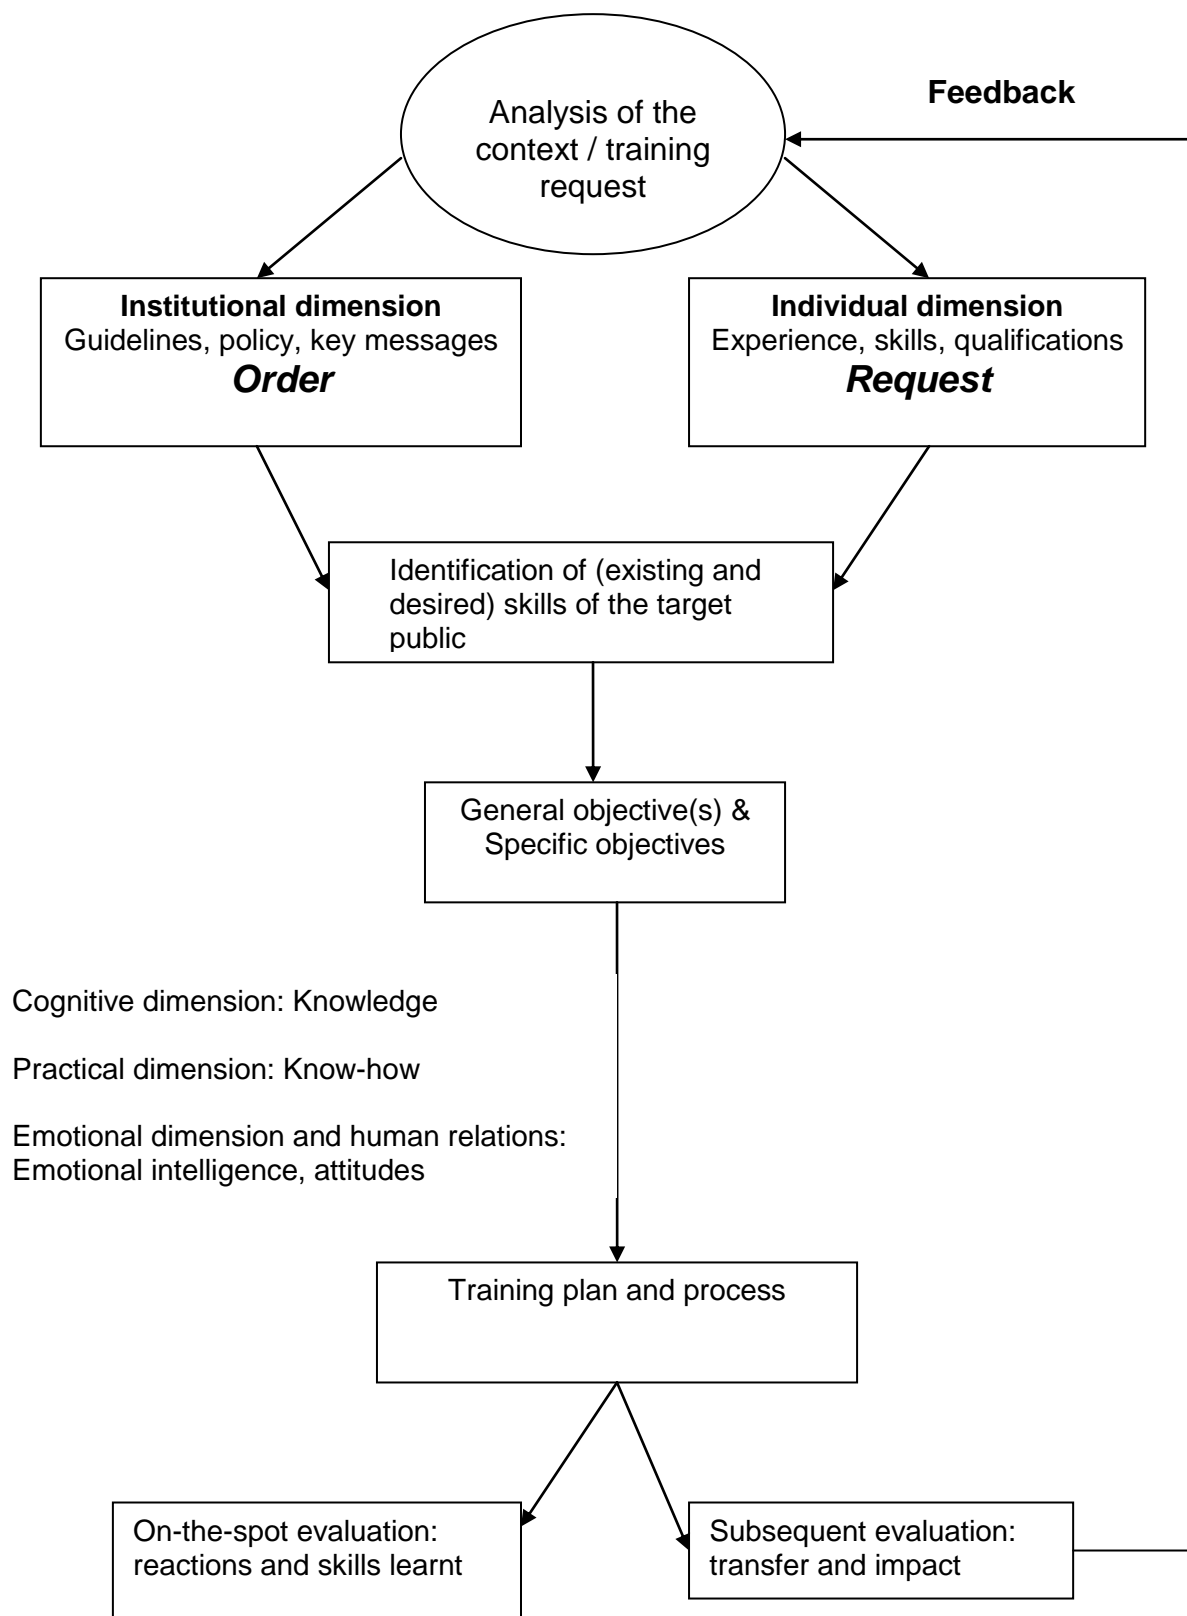 Analysis of the
context / training
request
Feedback
Institutional dimension
Guidelines, policy, key messages
Order
Individual dimension
Experience, skills, qualifications
Request
Identification of (existing and
desired) skills of the target
public
General objective(s) &
Specific objectives
Cognitive dimension: Knowledge
Practical dimension: Know-how
Emotional dimension and human relations:
Emotional intelligence, attitudes
Training plan and process
On-the-spot evaluation:
reactions and skills learnt
Subsequent evaluation:
transfer and impact